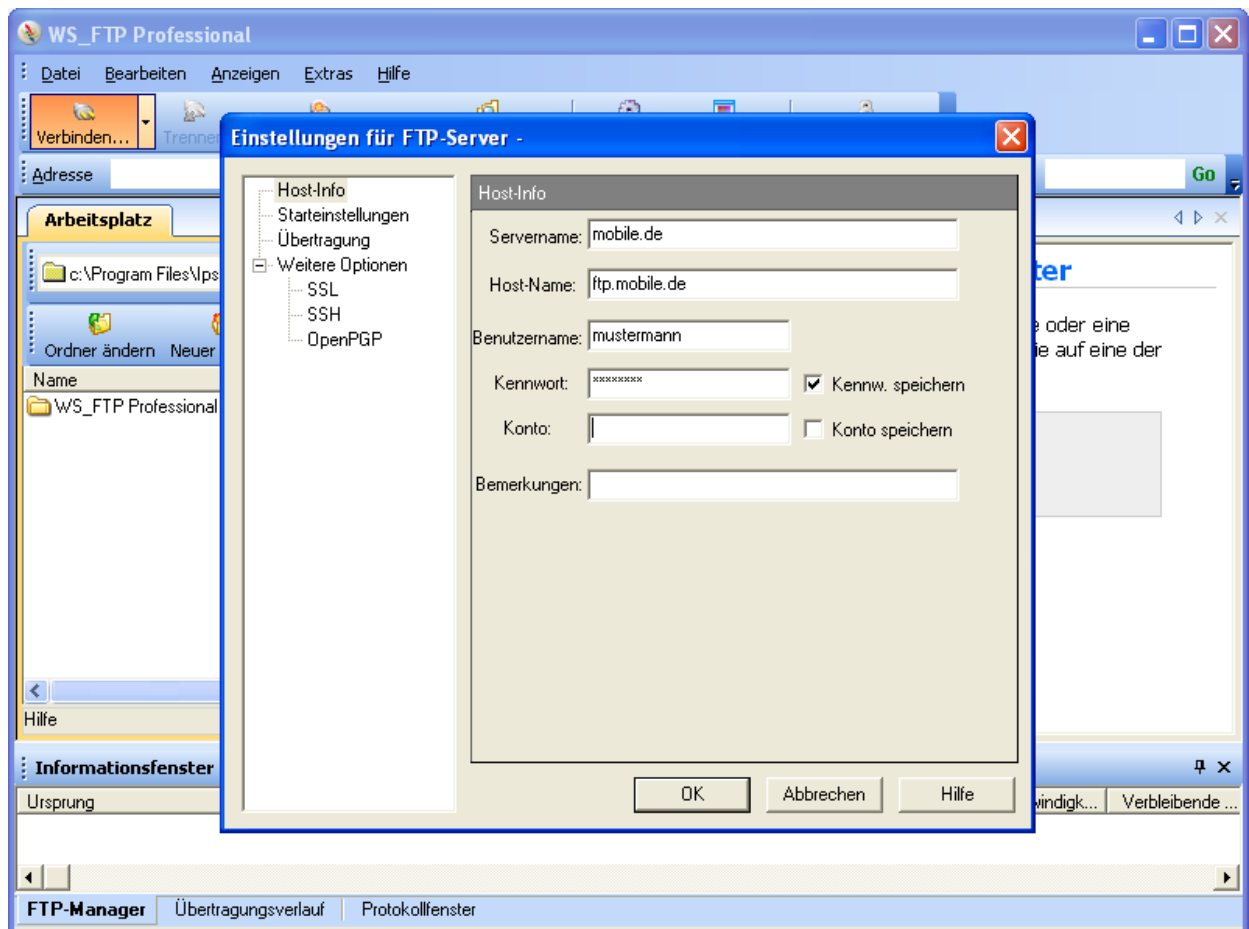 WS_FTP Professional
Datei Bearbeiten Anzeigen Extras Hilfe
Verbinden...
Adresse
Go
Arbeitsplatz
c:\Program Files\Ips
Ordner ändern Neuer
Name
WS_FTP Professional
Hilfe
Einstellungen für FTP-Server -
Host-Info
Starteinstellungen
Übertragung
Weitere Optionen
SSL
SSH
OpenPGP
Host-Info
Servername: mobile.de
Host-Name: ftp.mobile.de
Benutzername: mustermann
Kennwort: ******** Kennw. speichern
Konto: Konto speichern
Bemerkungen:
OK Abbrechen Hilfe
ter
oder eine
ie auf eine der
Informationsfenster
Ursprung
windigk... Verbleibende ...
FTP-Manager Übertragungsverlauf Protokollfenster